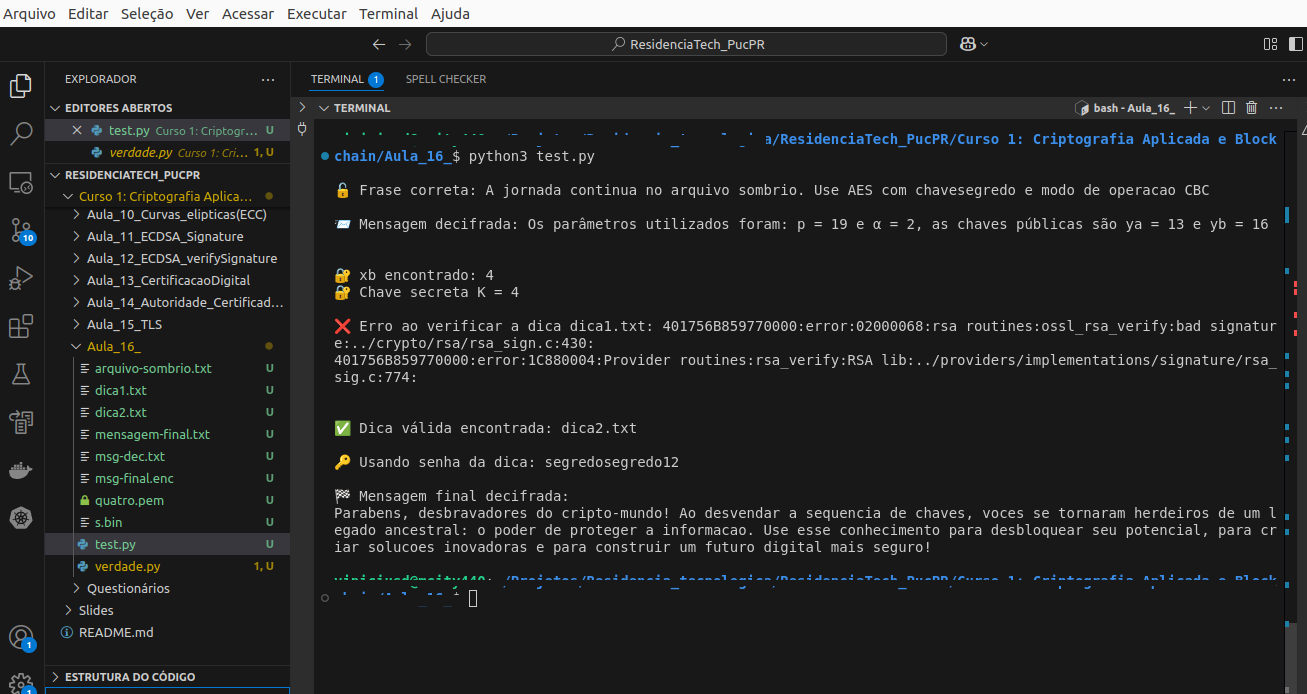 Arquivo Editar Seleção Ver Acessar Executar Terminal Ajuda
ResidenciaTech_PucPR
EXPLORADOR
TERMINAL 1 SPELL CHECKER
EDITORES ABERTOS
TERMINAL
bash - Aula_16_
test.py Curso 1: Criptogr... U
verdade.py Curso 1: Cri... 1, U
RESIDENCIATECH_PUCPR
Curso 1: Criptografia Aplica...
Aula_10_Curvas_elipticas(ECC)
Aula_11_ECDSA_Signature
Aula_12_ECDSA_verifySignature
Aula_13_CertificacaoDigital
Aula_14_Autoridade_Certificad...
Aula_15_TLS
Aula_16_
arquivo-sombrio.txt U
dica1.txt U
dica2.txt U
mensagem-final.txt U
msg-dec.txt U
msg-final.enc U
quatro.pem U
s.bin U
test.py U
verdade.py 1, U
Questionários
Slides
README.md
ESTRUTURA DO CÓDIGO
10
1
1
a/ResidenciaTech_PucPR/Curso 1: Criptografia Aplicada e Block
chain/Aula_16_$ python3 test.py
Frase correta: A jornada continua no arquivo sombrio. Use AES com chavesegredo e modo de operacao CBC
Mensagem decifrada: Os parâmetros utilizados foram: p = 19 e α = 2, as chaves públicas são ya = 13 e yb = 16
xb encontrado: 4
Chave secreta K = 4
❌ Erro ao verificar a dica dica1.txt: 401756B859770000:error:02000068:rsa routines:ossl_rsa_verify:bad signatur
e:../crypto/rsa/rsa_sign.c:430:
401756B859770000:error:1C880004:Provider routines:rsa_verify:RSA lib:../providers/implementations/signature/rsa_
sig.c:774:
✅ Dica válida encontrada: dica2.txt
Usando senha da dica: segredosegredo12
Mensagem final decifrada:
Parabens, desbravadores do cripto-mundo! Ao desvendar a sequencia de chaves, voces se tornaram herdeiros de um l
egado ancestral: o poder de proteger a informacao. Use esse conhecimento para desbloquear seu potencial, para cr
iar solucoes inovadoras e para construir um futuro digital mais seguro!
/ResidenciaTech_PucPR/Curso 1: Criptografia Aplicada e Block
$